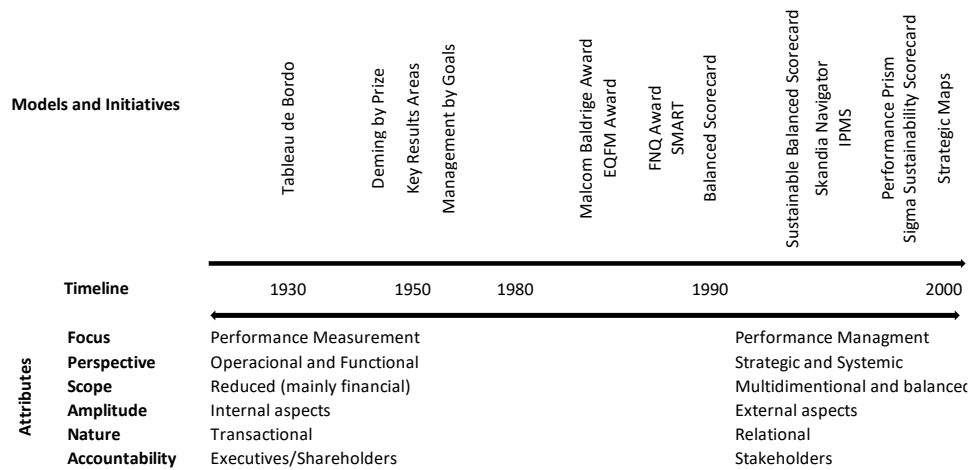 Models and Initiatives
Tableau de Bordo
Deming by Prize
Key Results Areas
Management by Goals
Malcom Baldrige Award
EQFM Award
FNQ Award
SMART
Balanced Scorecard
Sustainable Balanced Scorecard
Skandia Navigator
IPMS
Performance Prism
Sigma Sustainability Scorecard
Strategic Maps
Timeline 1930 1950 1980 1990 2000
Attributes
Focus Performance Measurement Performance Managment
Perspective Operacional and Functional Strategic and Systemic
Scope Reduced (mainly financial) Multidimentional and balanced
Amplitude Internal aspects External aspects
Nature Transactional Relational
Accountability Executives/Shareholders Stakeholders